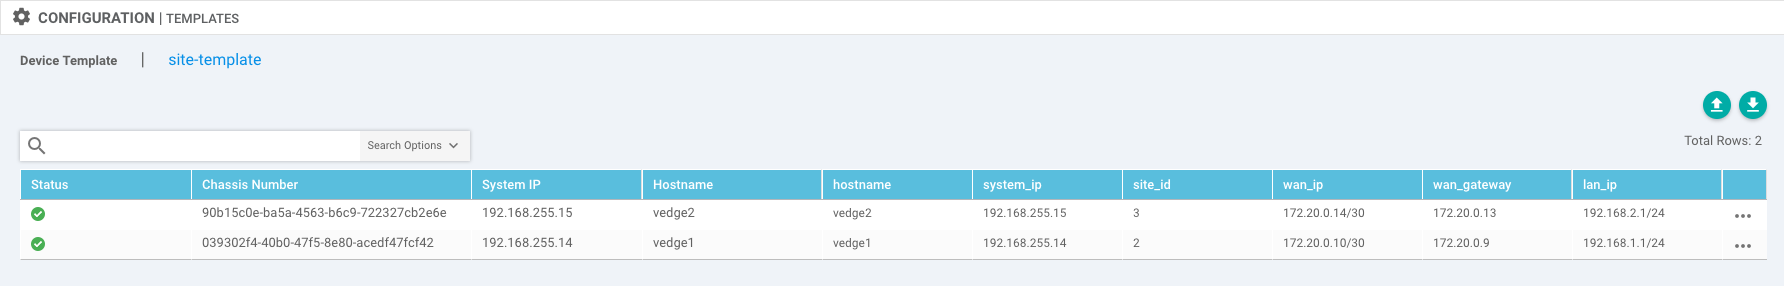 CONFIGURATION | TEMPLATES
Device Template | site-template
Search Options
Total Rows: 2
Status Chassis Number System IP Hostname hostname system_ip site_id wan_ip wan_gateway lan_ip
90b15c0e-ba5a-4563-b6c9-722327cb2e6e 192.168.255.15 vedge2 vedge2 192.168.255.15 3 172.20.0.14/30 172.20.0.13 192.168.2.1/24
039302f4-40b0-47f5-8e80-acedf47fcf42 192.168.255.14 vedge1 vedge1 192.168.255.14 2 172.20.0.10/30 172.20.0.9 192.168.1.1/24